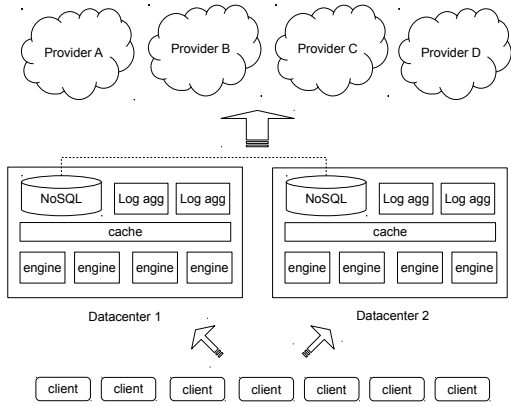 Provider A
Provider B
Provider C
Provider D
NoSQL
Log agg
Log agg
cache
engine
engine
engine
engine
Datacenter 1
NoSQL
Log agg
Log agg
cache
engine
engine
engine
engine
Datacenter 2
client
client
client
client
client
client
client